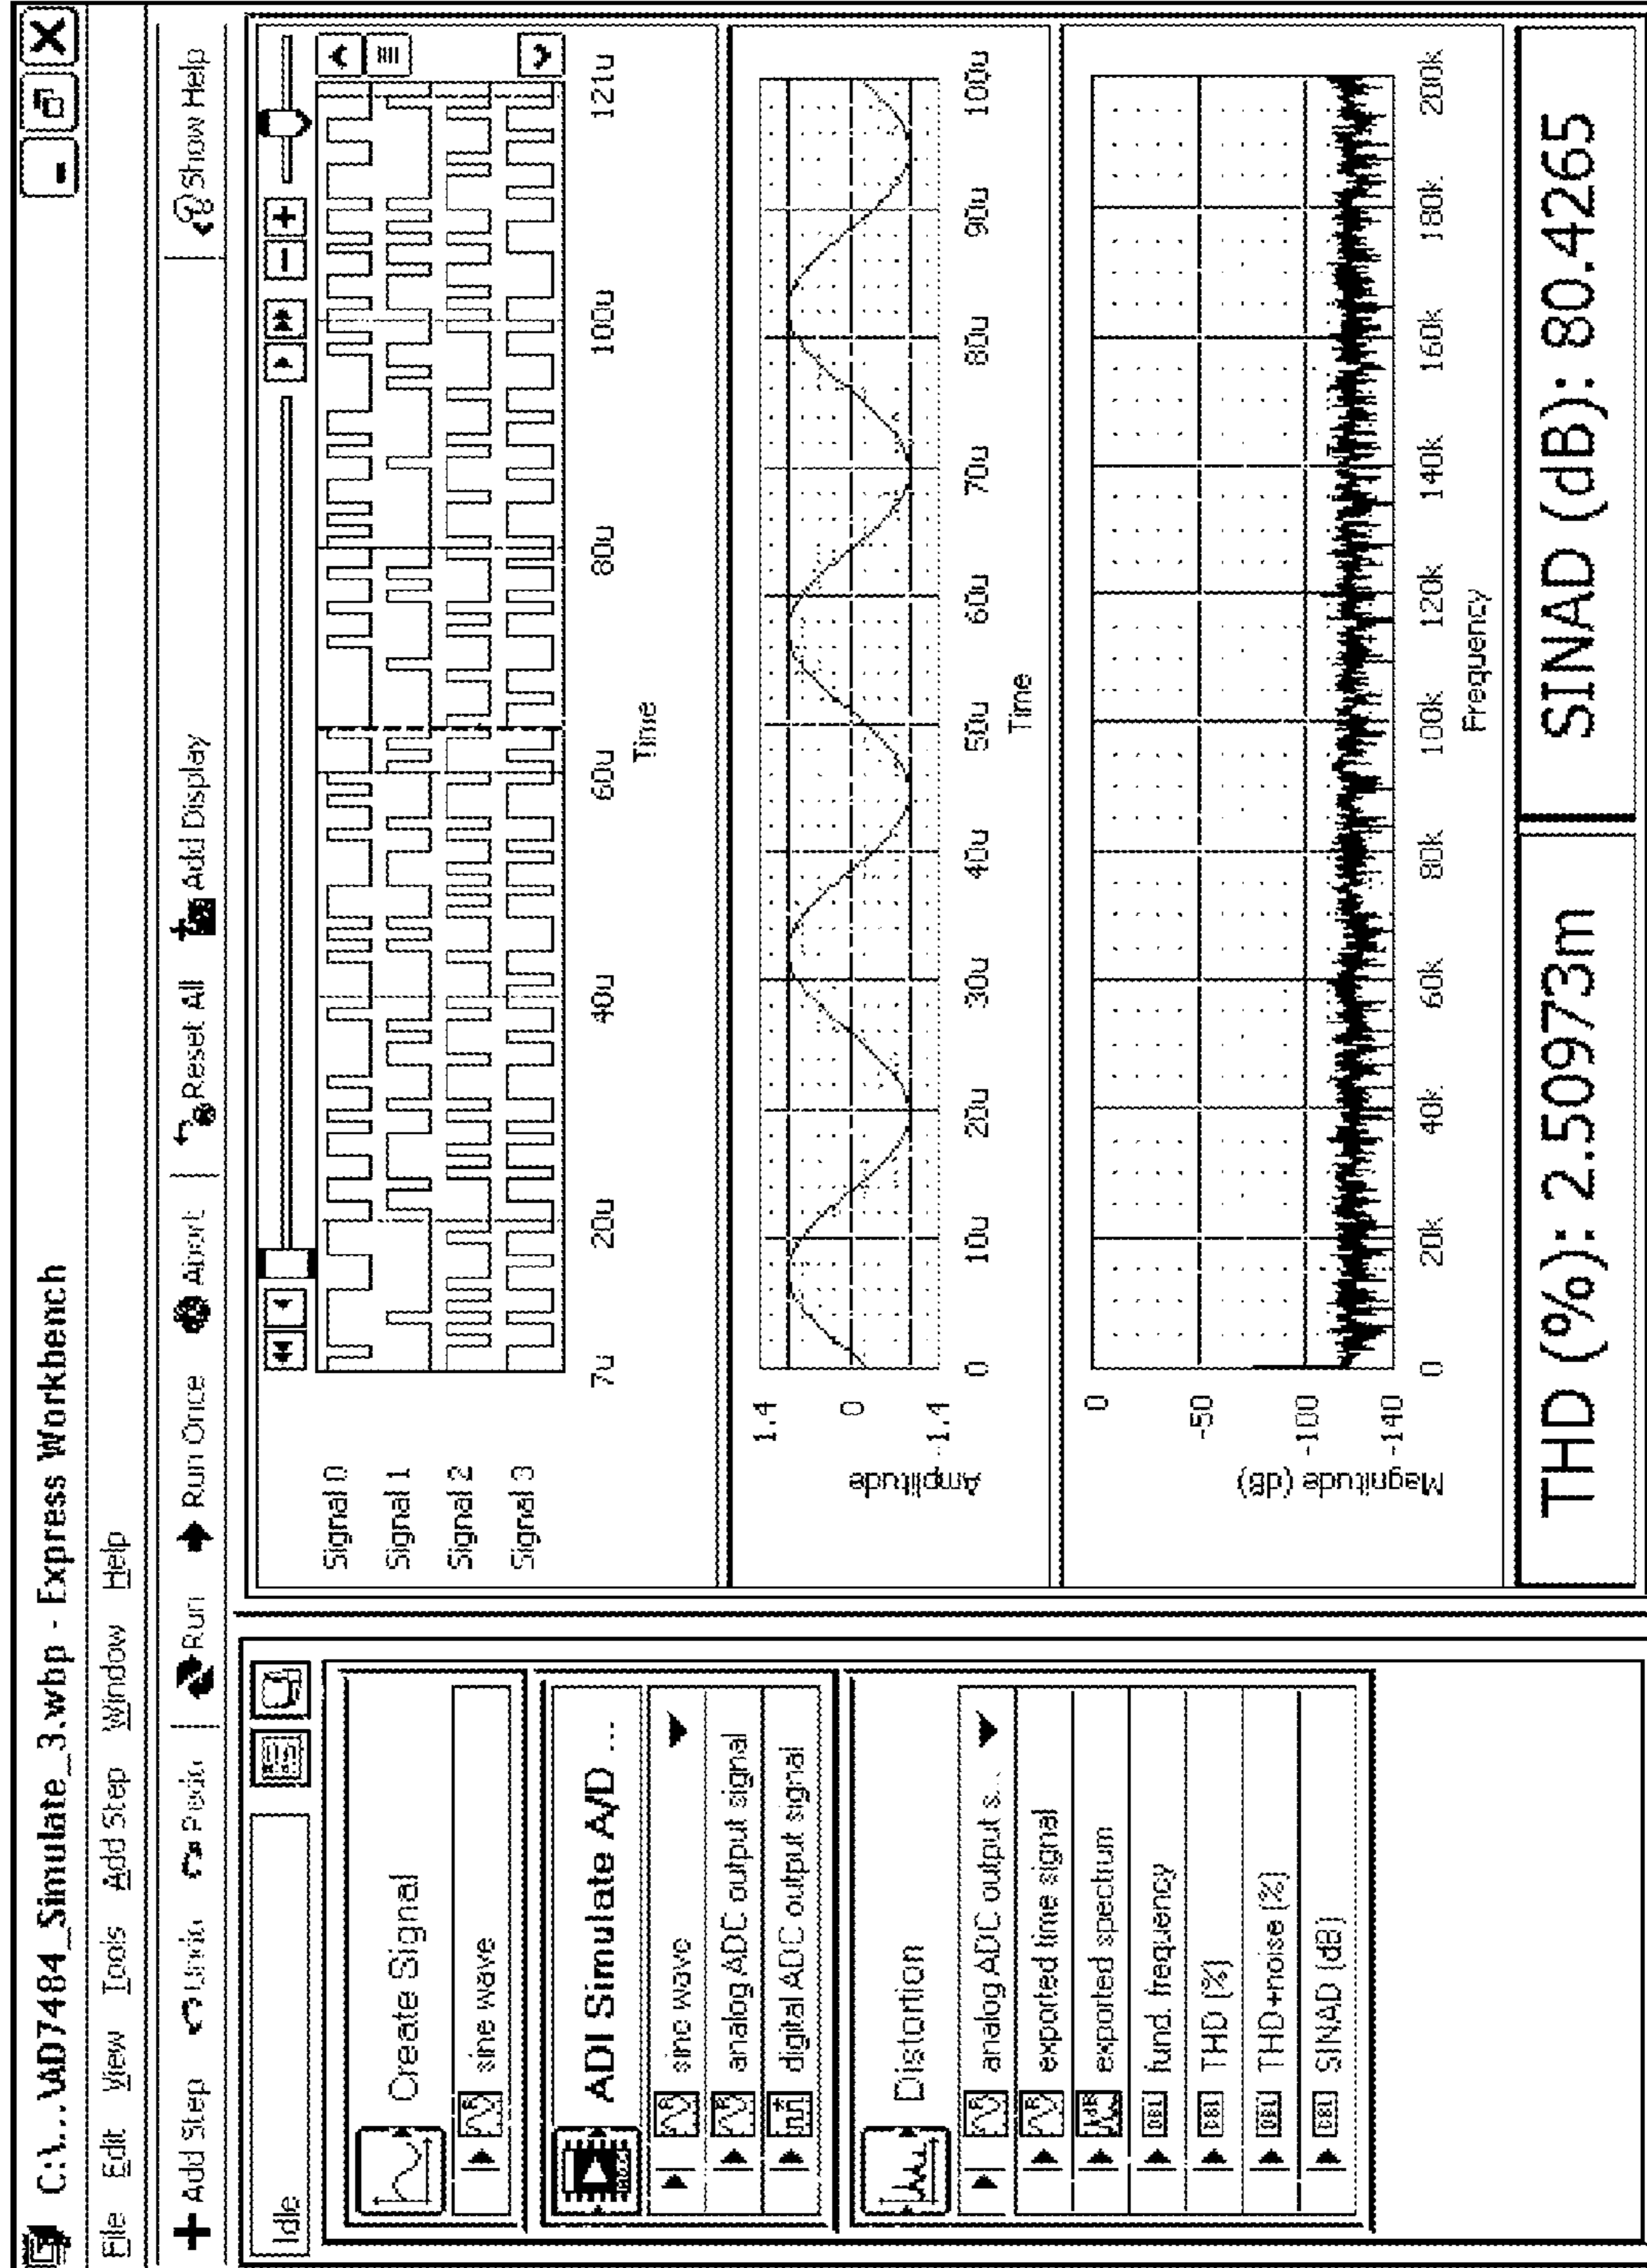 C:\...\AD7484_Simulate_3.wbp - Express Workbench
File Edit View Tools Add Step Window Help
Add Step Undo Redo Run Run Once Abort Reset All Add Display Show Help
Idle
Create Signal
sine wave
ADI Simulate A/D ...
sine wave
analog ADC output signal
digital ADC output signal
Distortion
analog ADC output s...
exported time signal
exported spectrum
fund. frequency
THD (%)
THD+noise (%)
SINAD (dB)
Signal 0
Signal 1
Signal 2
Signal 3
7u 20u 40u 60u 80u 100u 121u
Time
Amplitude
1.4
0
-1.4
0 10u 20u 30u 40u 50u 60u 70u 80u 90u 100u
Time
Magnitude (dB)
0
-50
-100
-140
0 20k 40k 60k 80k 100k 120k 140k 160k 180k 200k
Frequency
THD (%): 2.50973m
SINAD (dB): 80.4265